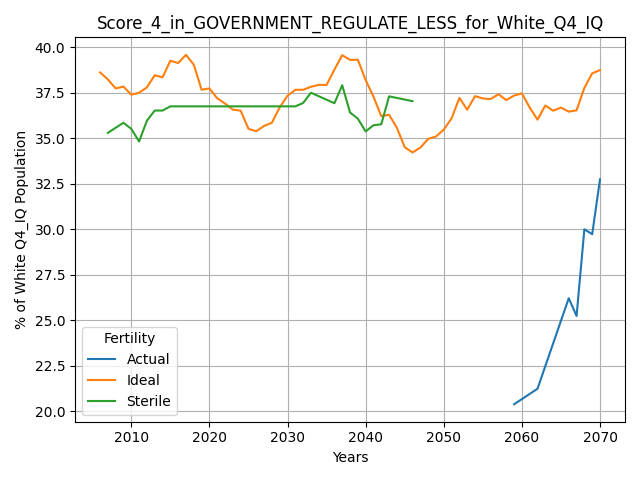 Score_4_in_GOVERNMENT_REGULATE_LESS_for_White_Q4_IQ
% of White Q4_IQ Population
40.0
37.5
35.0
32.5
30.0
27.5
25.0
22.5
20.0
Fertility
Actual
Ideal
Sterile
2010 2020 2030 2040 2050 2060 2070
Years